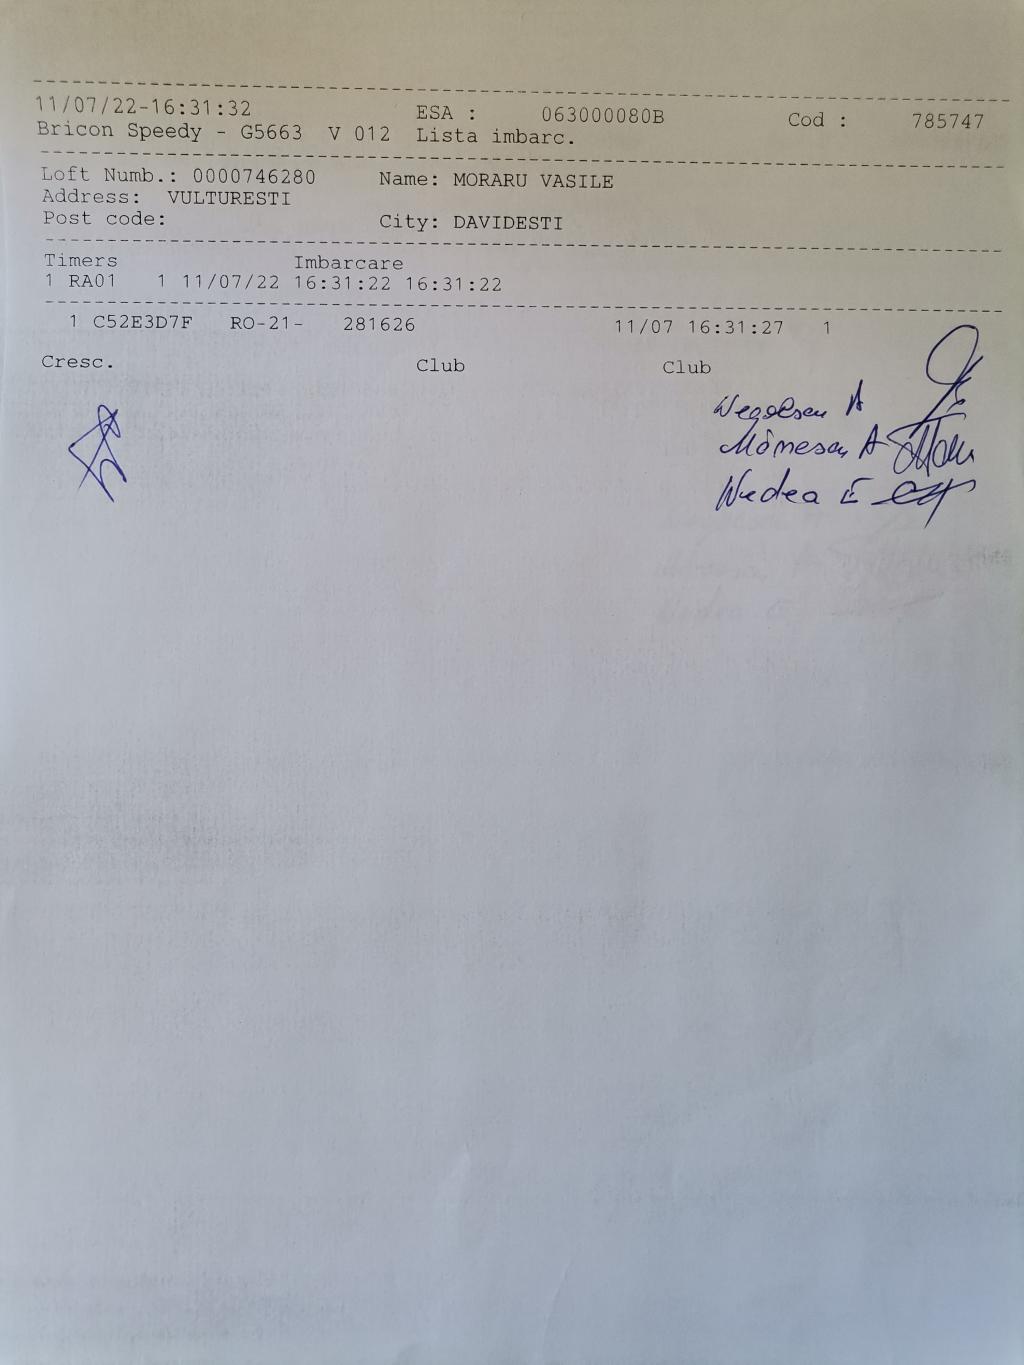 11/07/22-16:31:32 ESA : 063000080B Cod : 785747
Bricon Speedy - G5663 V 012 Lista imbarc.
Loft Numb.: 0000746280 Name: MORARU VASILE
Address: VULTURESTI
Post code: City: DAVIDESTI
Timers Imbarcare
1 RA01 1 11/07/22 16:31:22 16:31:22
1 C52E3D7F RO-21- 281626 11/07 16:31:27 1
Cresc. Club Club
A
A
Nedea E